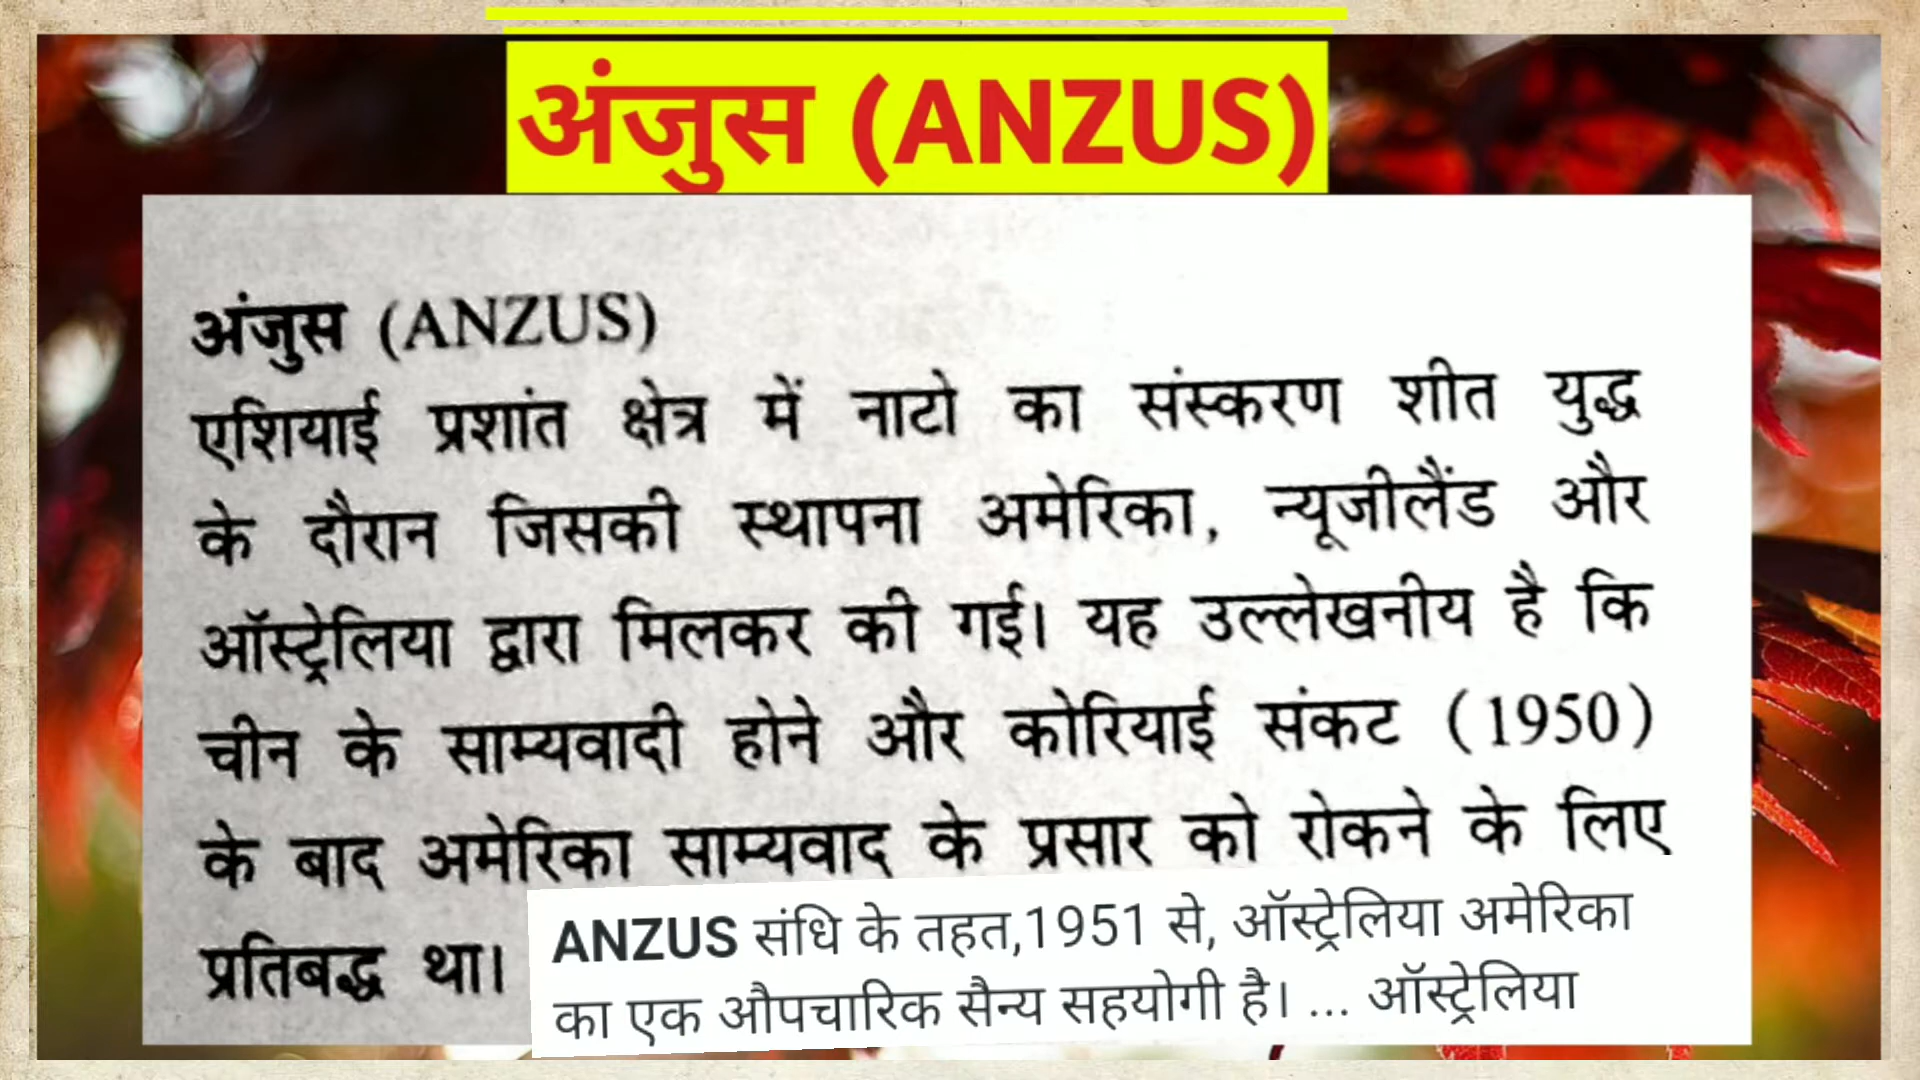 अंजुस (ANZUS)
अंजुस (ANZUS)
एशियाई प्रशांत क्षेत्र में नाटो का संस्करण शीत युद्ध
के दौरान जिसकी स्थापना अमेरिका, न्यूजीलैंड और
ऑस्ट्रेलिया द्वारा मिलकर की गई। यह उल्लेखनीय है कि
चीन के साम्यवादी होने और कोरियाई संकट (1950)
के बाद अमेरिका साम्यवाद के प्रसार को रोकने के लिए
प्रतिबद्ध था।
ANZUS संधि के तहत,1951 से, ऑस्ट्रेलिया अमेरिका
का एक औपचारिक सैन्य सहयोगी है। ... ऑस्ट्रेलिया